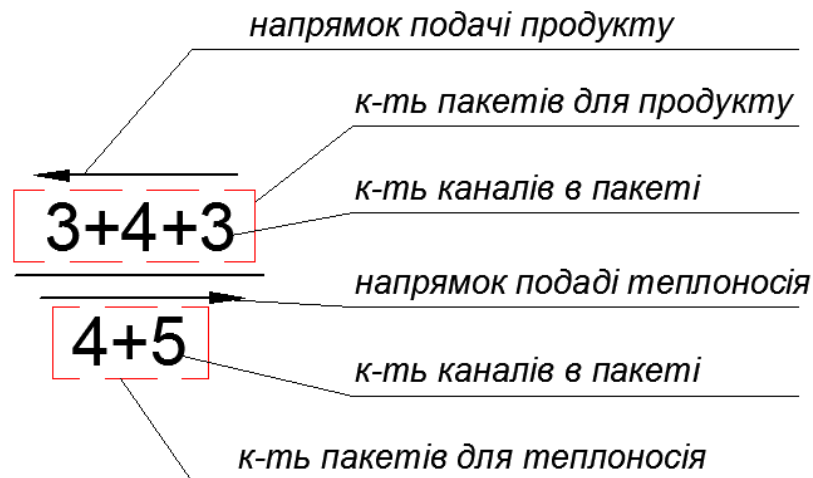 напрямок подачі продукту
к-ть пакетів для продукту
к-ть каналів в пакеті
3+4+3
напрямок подаді теплоносія
4+5
к-ть каналів в пакеті
к-ть пакетів для теплоносія